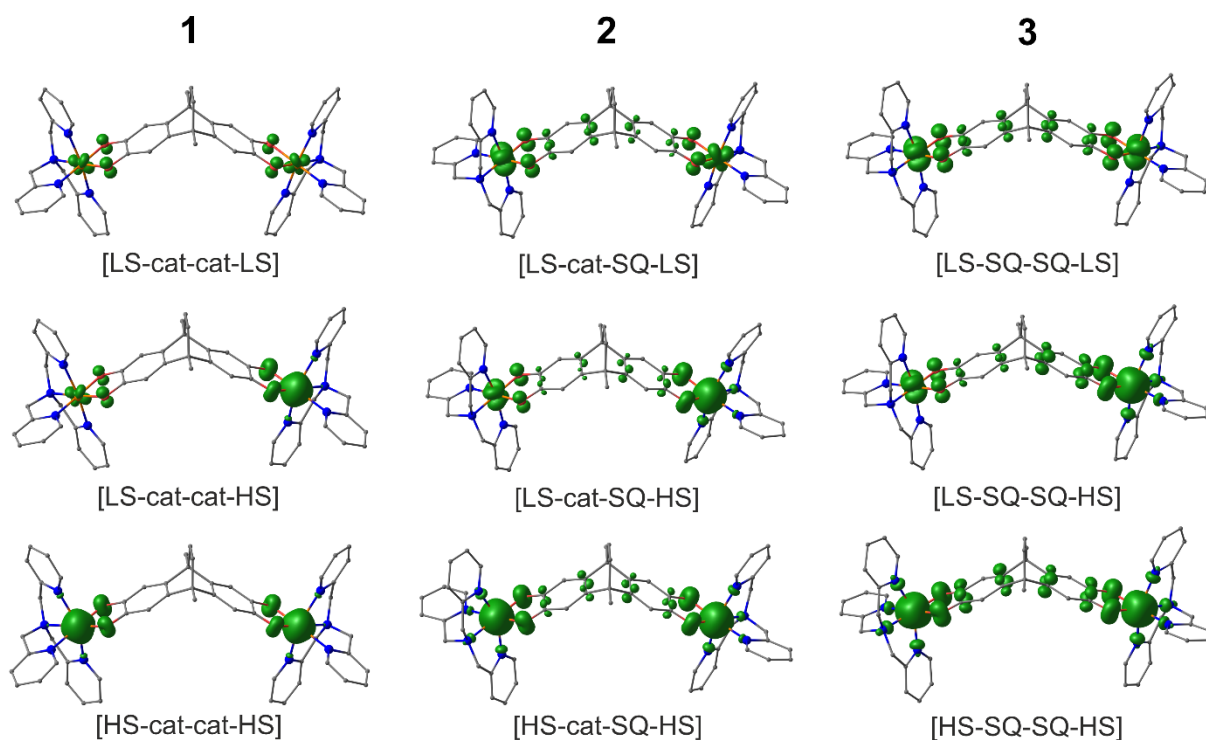 1 2 3
[LS-cat-cat-LS] [LS-cat-SQ-LS] [LS-SQ-SQ-LS]
[LS-cat-cat-HS] [LS-cat-SQ-HS] [LS-SQ-SQ-HS]
[HS-cat-cat-HS] [HS-cat-SQ-HS] [HS-SQ-SQ-HS]